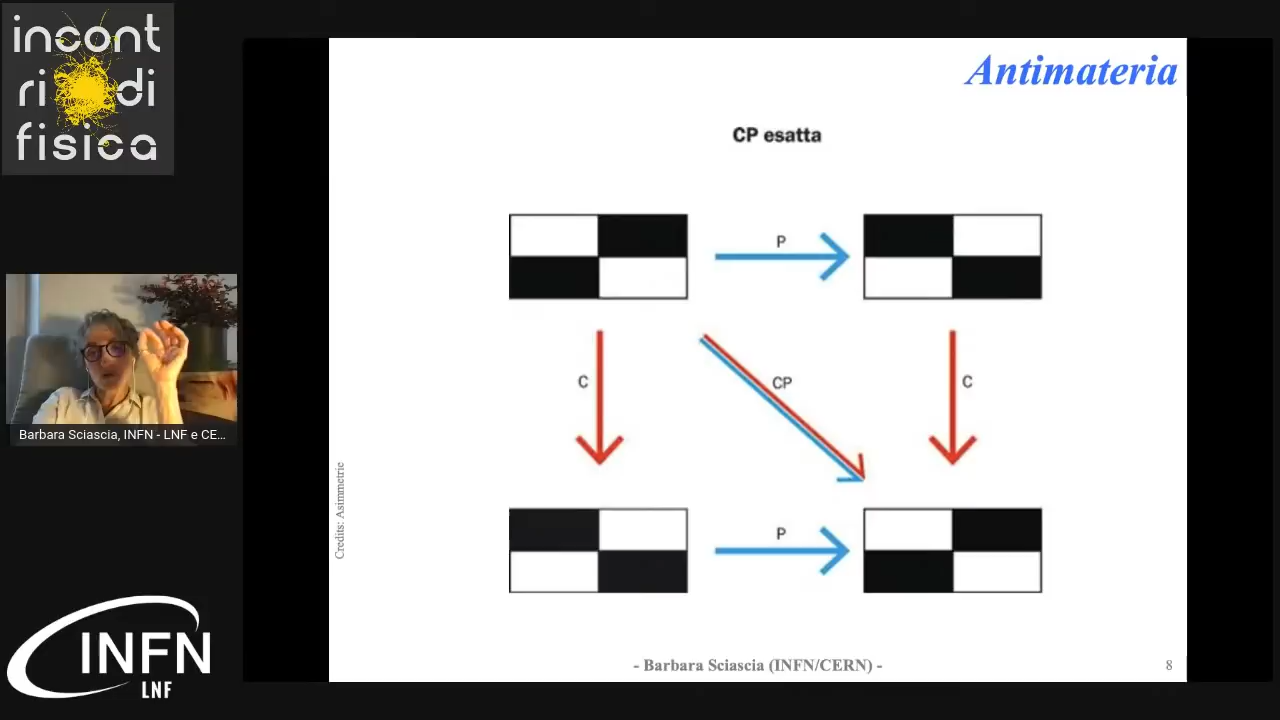 incont
ri di
fisica
Antimateria
CP esatta
P
C
CP
C
P
Credits: Asimmetrie
Barbara Sciascia, INFN - LNF e CE...
INFN
LNF
- Barbara Sciascia (INFN/CERN) -
8